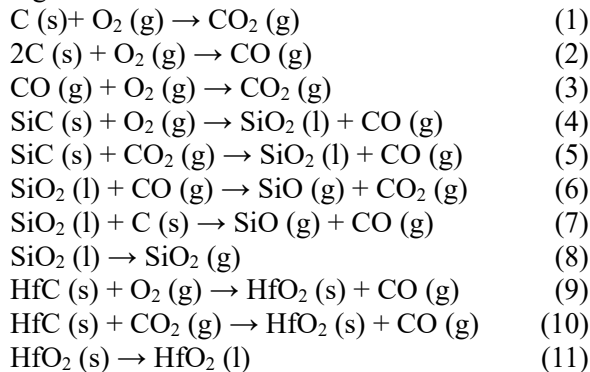 C (s)+ O₂ (g) → CO₂ (g) (1)
2C (s) + O₂ (g) → CO (g) (2)
CO (g) + O₂ (g) → CO₂ (g) (3)
SiC (s) + O₂ (g) → SiO₂ (l) + CO (g) (4)
SiC (s) + CO₂ (g) → SiO₂ (l) + CO (g) (5)
SiO₂ (l) + CO (g) → SiO (g) + CO₂ (g) (6)
SiO₂ (l) + C (s) → SiO (g) + CO (g) (7)
SiO₂ (l) → SiO₂ (g) (8)
HfC (s) + O₂ (g) → HfO₂ (s) + CO (g) (9)
HfC (s) + CO₂ (g) → HfO₂ (s) + CO (g) (10)
HfO₂ (s) → HfO₂ (l) (11)